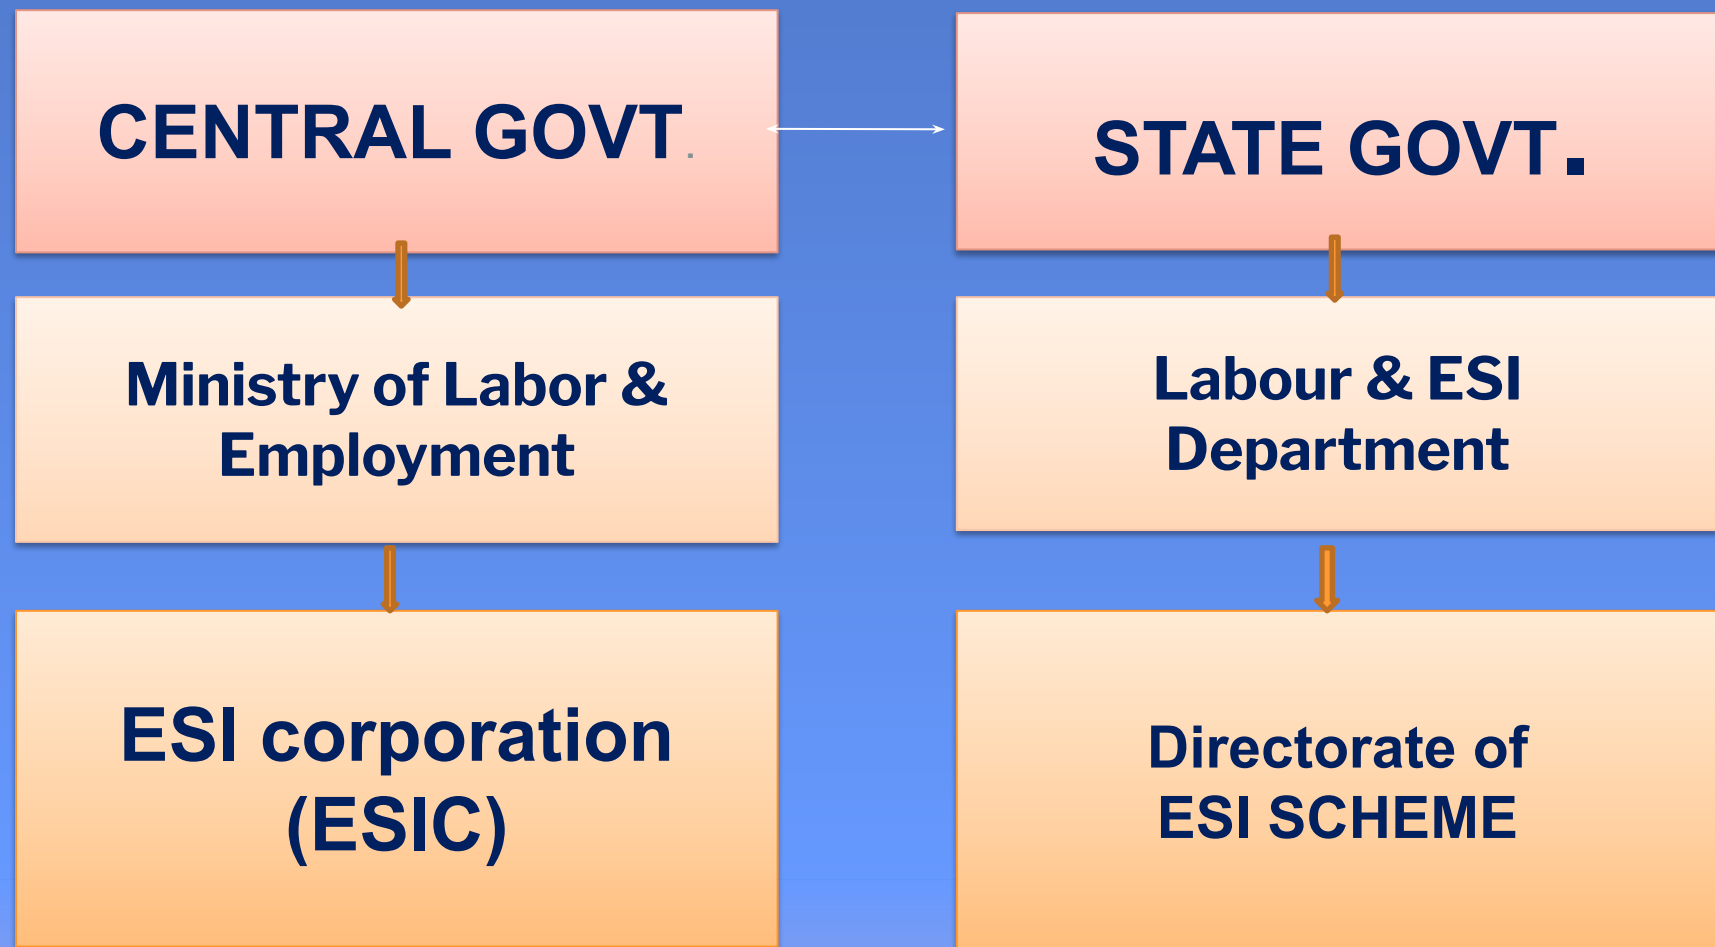 CENTRAL GOVT.
STATE GOVT.
Ministry of Labor &
Employment
Labour & ESI
Department
ESI corporation
(ESIC)
Directorate of
ESI SCHEME